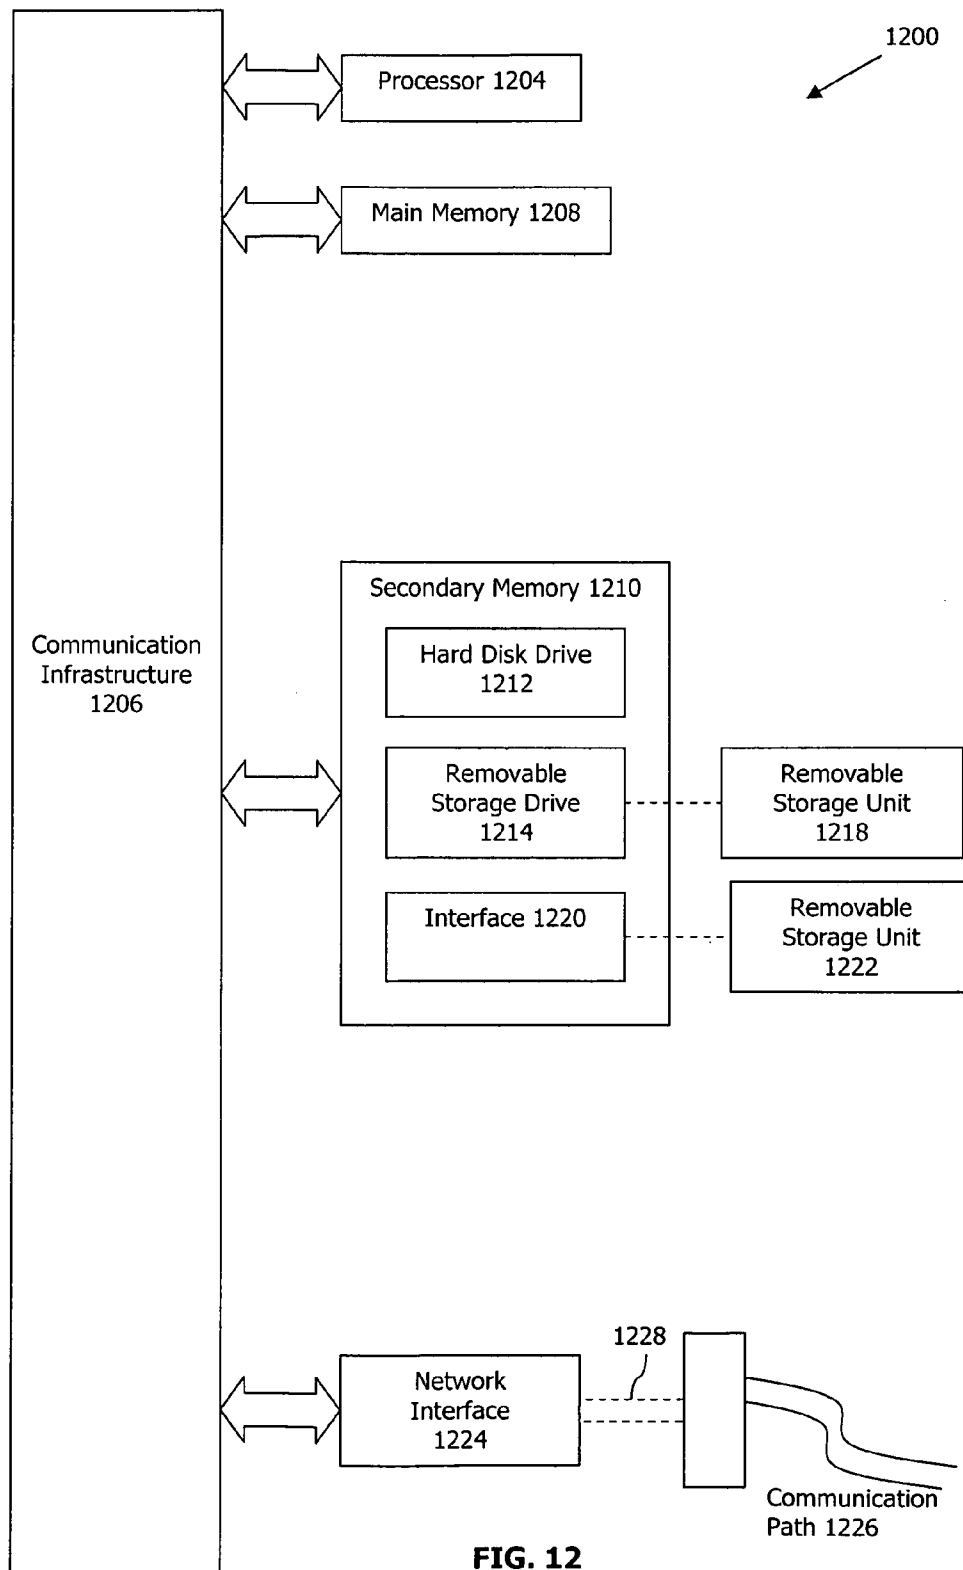 1200
Processor 1204
Main Memory 1208
Secondary Memory 1210
Hard Disk Drive
1212
Communication
Infrastructure
1206
Removable
Storage Drive
1214
Removable
Storage Unit
1218
Interface 1220
Removable
Storage Unit
1222
1228
Network
Interface
1224
Communication
Path 1226
FIG. 12